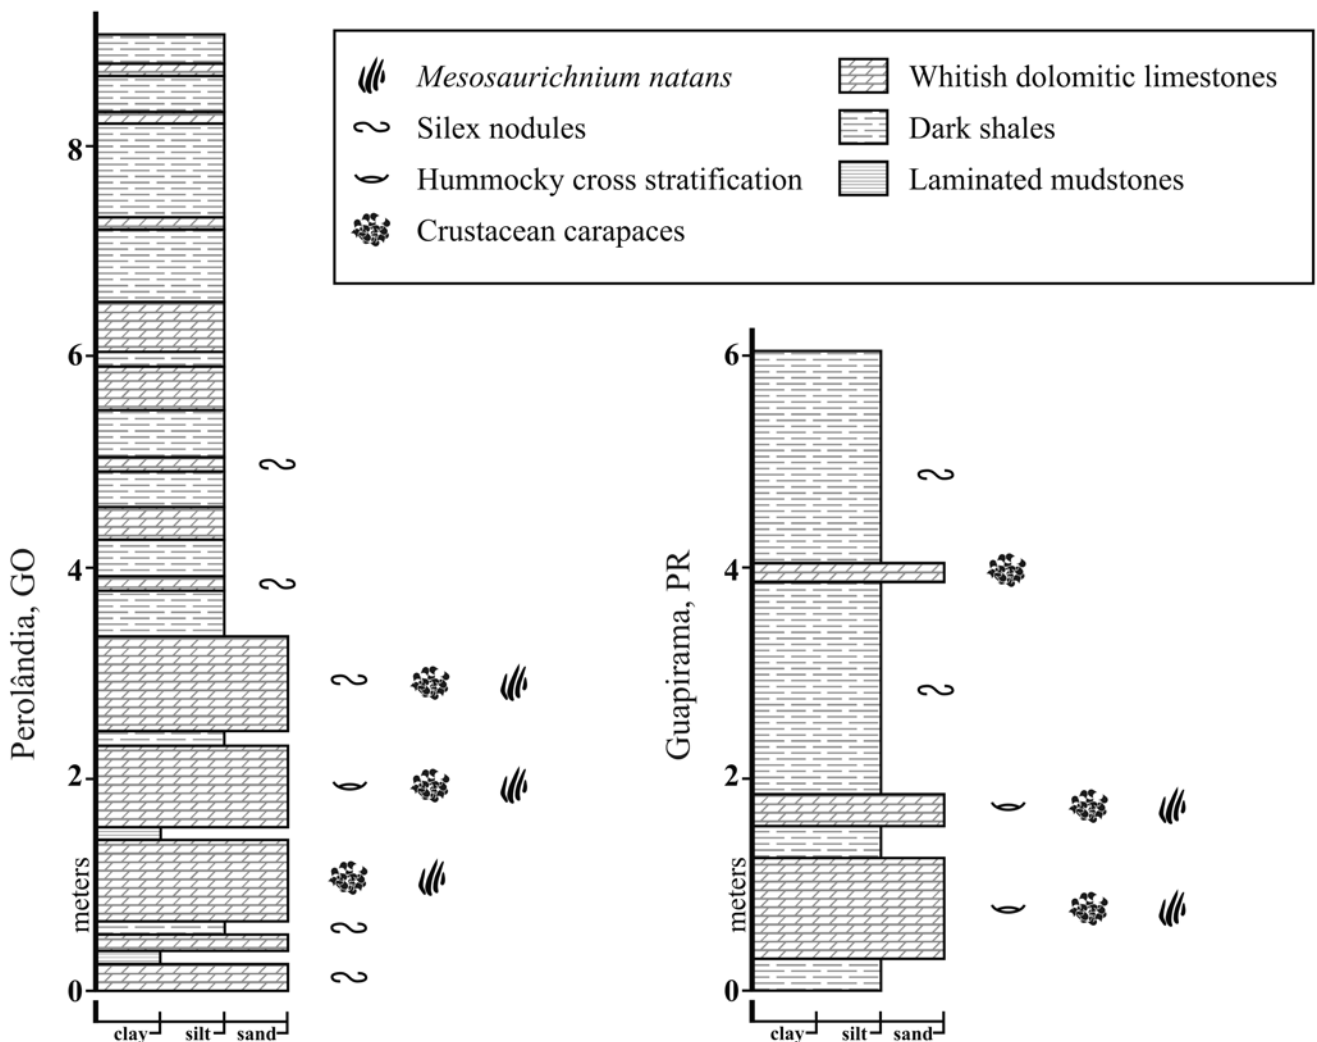 Mesosaurichnium natans
Silex nodules
Hummocky cross stratification
Crustacean carapaces
Whitish dolomitic limestones
Dark shales
Laminated mudstones
Perolândia, GO
meters
8
6
4
2
0
clay
silt
sand
Guapirama, PR
meters
6
4
2
0
clay
silt
sand